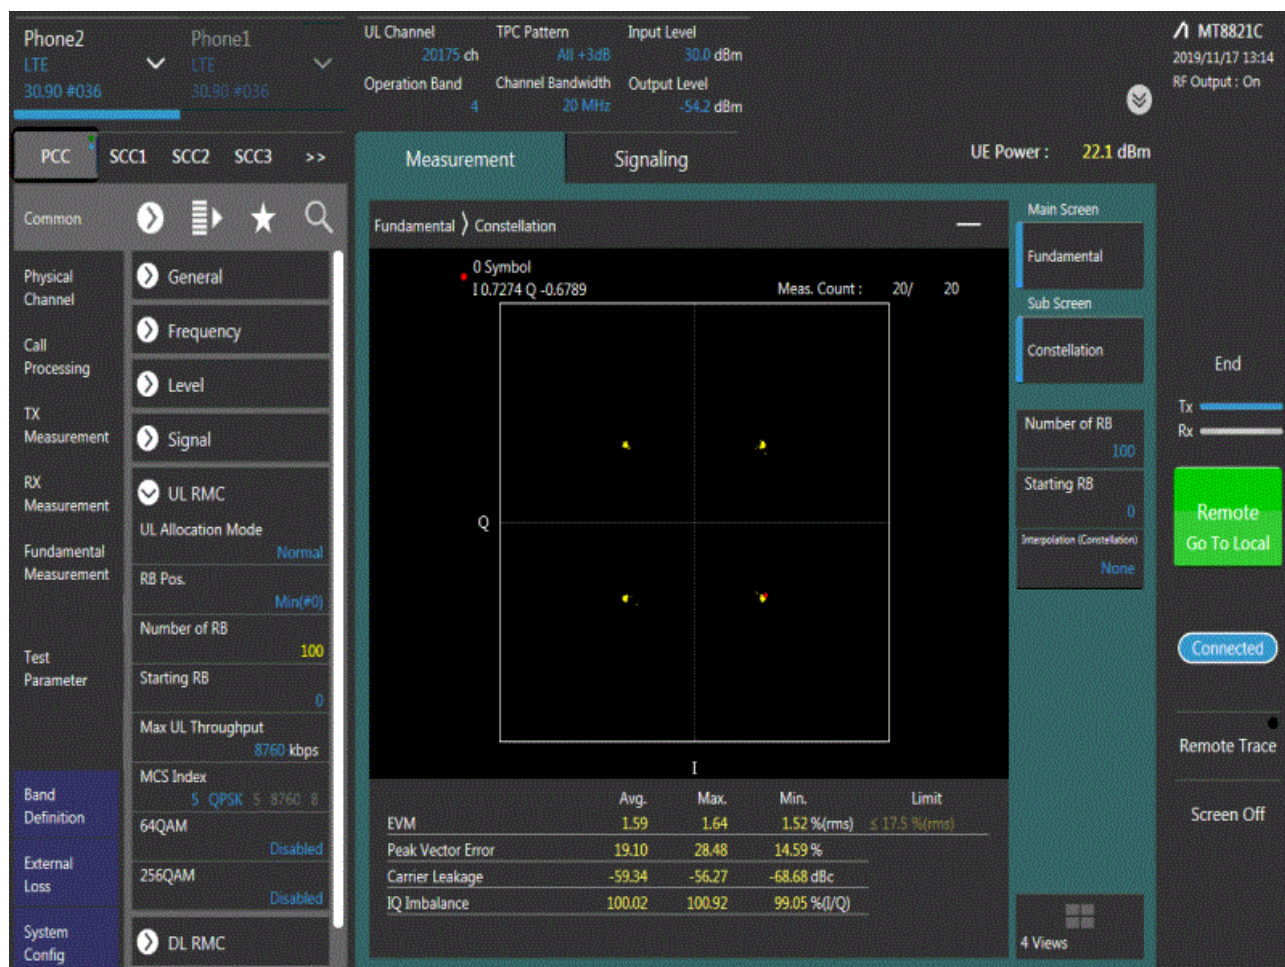 Phone2
LTE
30.90 #036
Phone1
LTE
30.90 #036
UL Channel
20175 ch
TPC Pattern
All +3dB
Input Level
30.0 dBm
Operation Band
4
Channel Bandwidth
20 MHz
Output Level
-54.2 dBm
MT8821C
2019/11/17 13:14
RF Output : On
PCC
SCC1
SCC2
SCC3
>>
Measurement
Signaling
UE Power : 22.1 dBm
Common
Physical
Channel
Call
Processing
TX
Measurement
RX
Measurement
Fundamental
Measurement
Test
Parameter
Band
Definition
External
Loss
System
Config
General
Frequency
Level
Signal
UL RMC
UL Allocation Mode
Normal
RB Pos.
Min(#0)
Number of RB
100
Starting RB
0
Max UL Throughput
8760 kbps
MCS Index
5 QPSK 5 8760 8
64QAM
Disabled
256QAM
Disabled
DL RMC
Fundamental 〉 Constellation
0 Symbol
I 0.7274 Q -0.6789
Meas. Count : 20/ 20
Q
I
Avg. Max. Min. Limit
EVM 1.59 1.64 1.52 %(rms) ≤ 17.5 %(rms)
Peak Vector Error 19.10 28.48 14.59 %
Carrier Leakage -59.34 -56.27 -68.68 dBc
IQ Imbalance 100.02 100.92 99.05 %(I/Q)
Main Screen
Fundamental
Sub Screen
Constellation
Number of RB
100
Starting RB
0
Interpolation (Constellation)
None
4 Views
End
Tx
Rx
Remote
Go To Local
Connected
Remote Trace
Screen Off